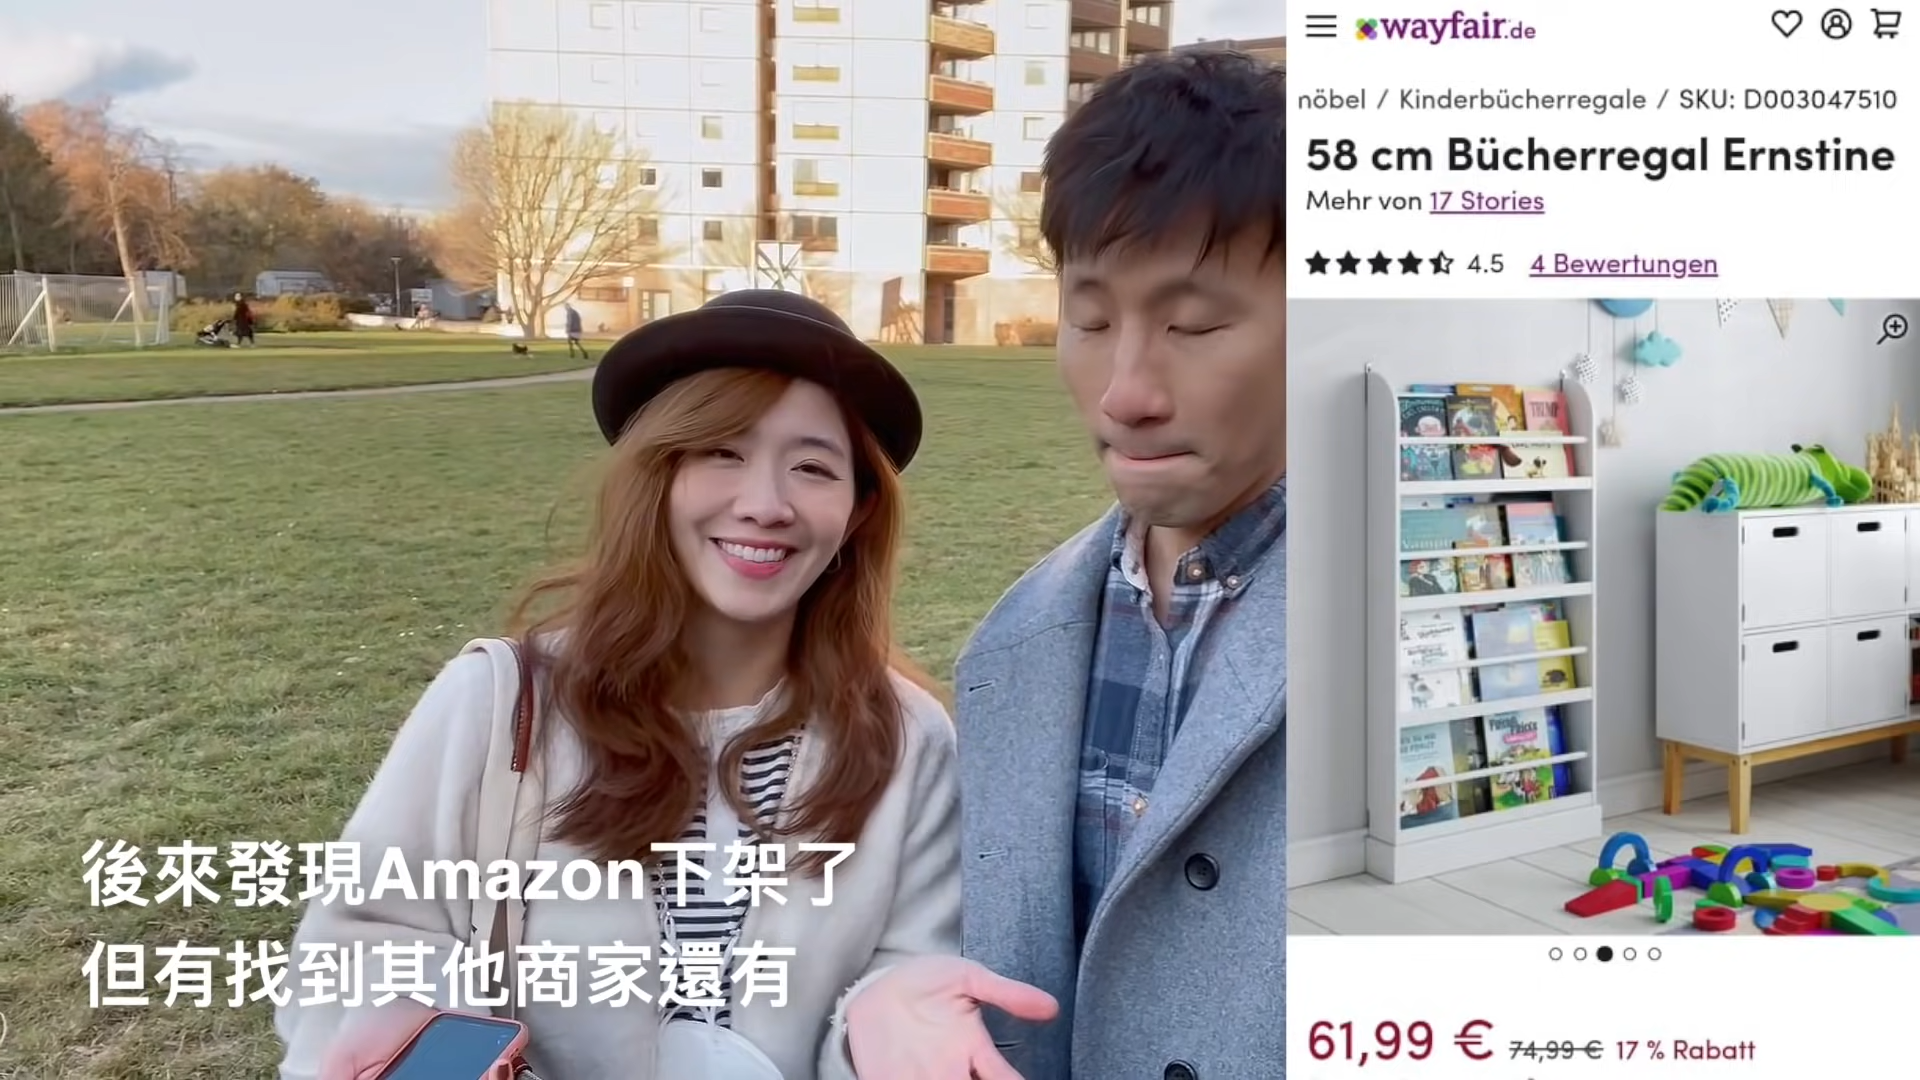 wayfair.de
nöbel / Kinderbücherregale / SKU: D003047510
58 cm Bücherregal Ernstine
Mehr von 17 Stories
4.5 4 Bewertungen
TRUMP
後來發現Amazon下架了
但有找到其他商家還有
61,99 € 74,99 € 17 % Rabatt